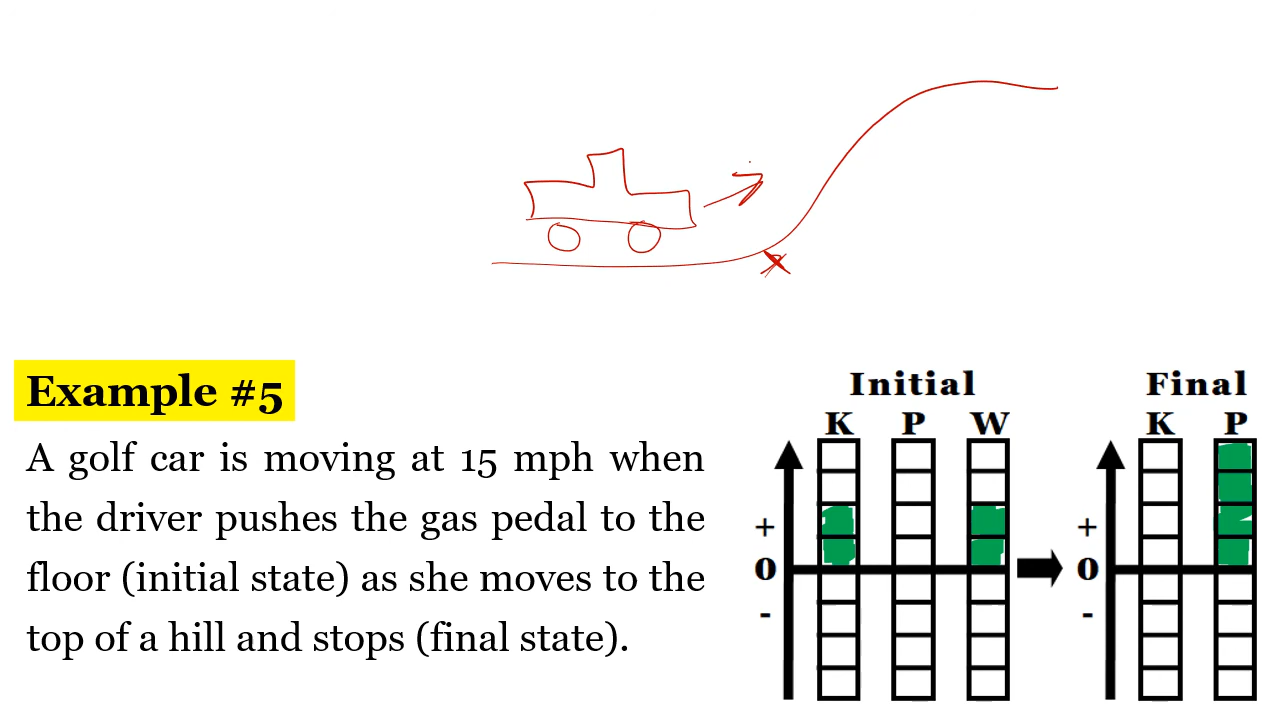 Example #5
A golf car is moving at 15 mph when
the driver pushes the gas pedal to the
floor (initial state) as she moves to the
top of a hill and stops (final state).
Initial
K P W
+
0
-
Final
K P
+
0
-